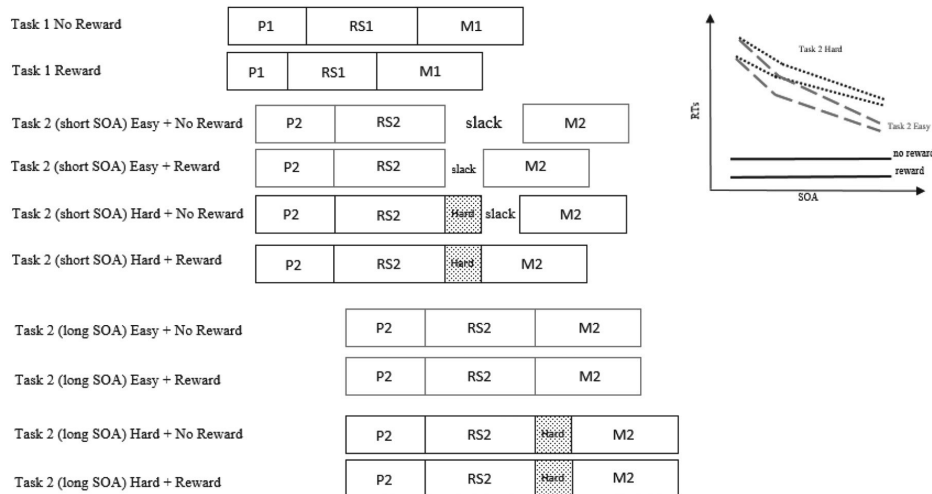 Task 1 No Reward P1 RS1 M1
Task 1 Reward P1 RS1 M1
Task 2 (short SOA) Easy + No Reward P2 RS2 slack M2
Task 2 (short SOA) Easy + Reward P2 RS2 slack M2
Task 2 (short SOA) Hard + No Reward P2 RS2 Hard slack M2
Task 2 (short SOA) Hard + Reward P2 RS2 Hard M2
Task 2 (long SOA) Easy + No Reward P2 RS2 M2
Task 2 (long SOA) Easy + Reward P2 RS2 M2
Task 2 (long SOA) Hard + No Reward P2 RS2 Hard M2
Task 2 (long SOA) Hard + Reward P2 RS2 Hard M2
Task 2 Hard
RTs
Task 2 Easy
no reward
reward
SOA